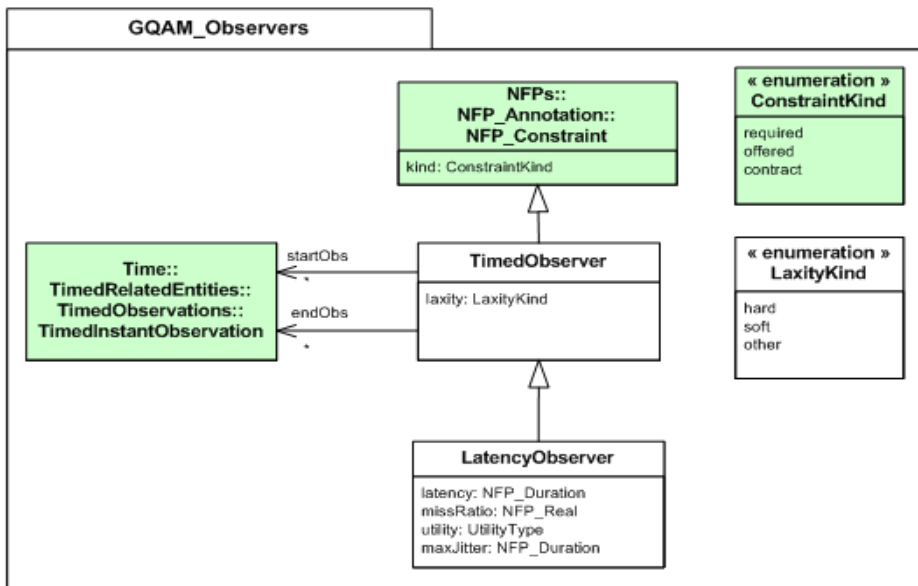 GQAM_Observers
NFPs::
NFP_Annotation::
NFP_Constraint
kind: ConstraintKind
« enumeration »
ConstraintKind
required
offered
contract
Time::
TimedRelatedEntities::
TimedObservations::
TimedInstantObservation
startObs
*
endObs
*
TimedObserver
laxity: LaxityKind
« enumeration »
LaxityKind
hard
soft
other
LatencyObserver
latency: NFP_Duration
missRatio: NFP_Real
utility: UtilityType
maxJitter: NFP_Duration